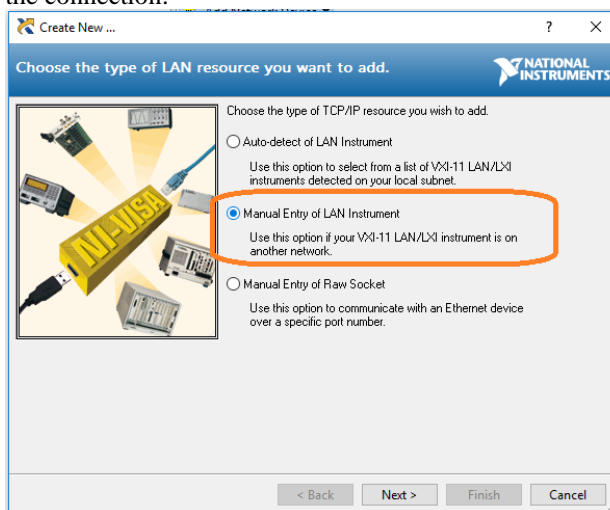 the connection.
Create New ...
? ×
Choose the type of LAN resource you want to add.
NATIONAL
INSTRUMENTS
Choose the type of TCP/IP resource you wish to add.
Auto-detect of LAN Instrument
Use this option to select from a list of VXI-11 LAN/LXI
instruments detected on your local subnet.
Manual Entry of LAN Instrument
Use this option if your VXI-11 LAN/LXI instrument is on
another network.
Manual Entry of Raw Socket
Use this option to communicate with an Ethernet device
over a specific port number.
NI-VISA
< Back
Next >
Finish
Cancel